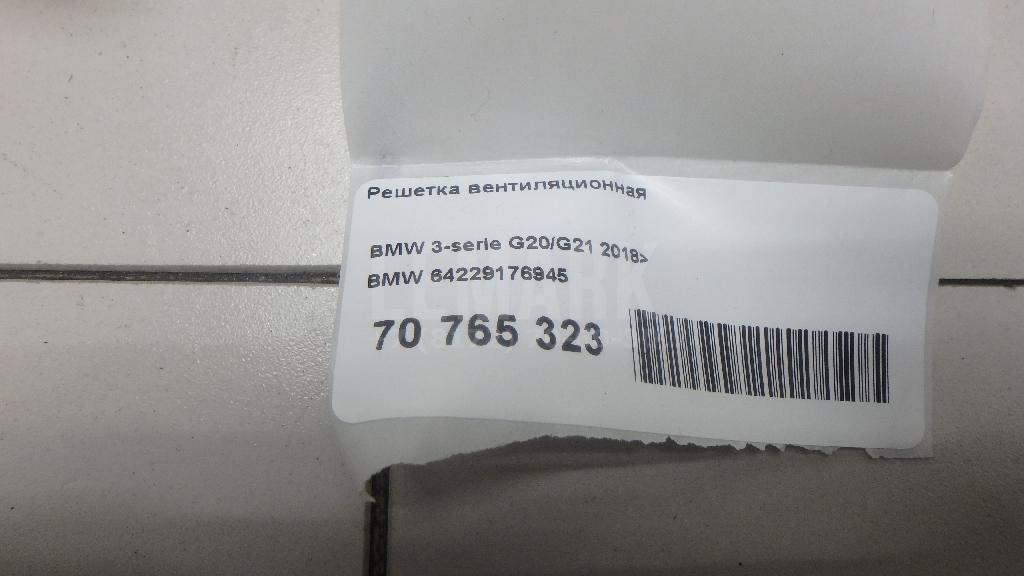 Решетка вентиляционная
BMW 3-serie G20/G21 2018>
BMW 64229176945
70 765 323